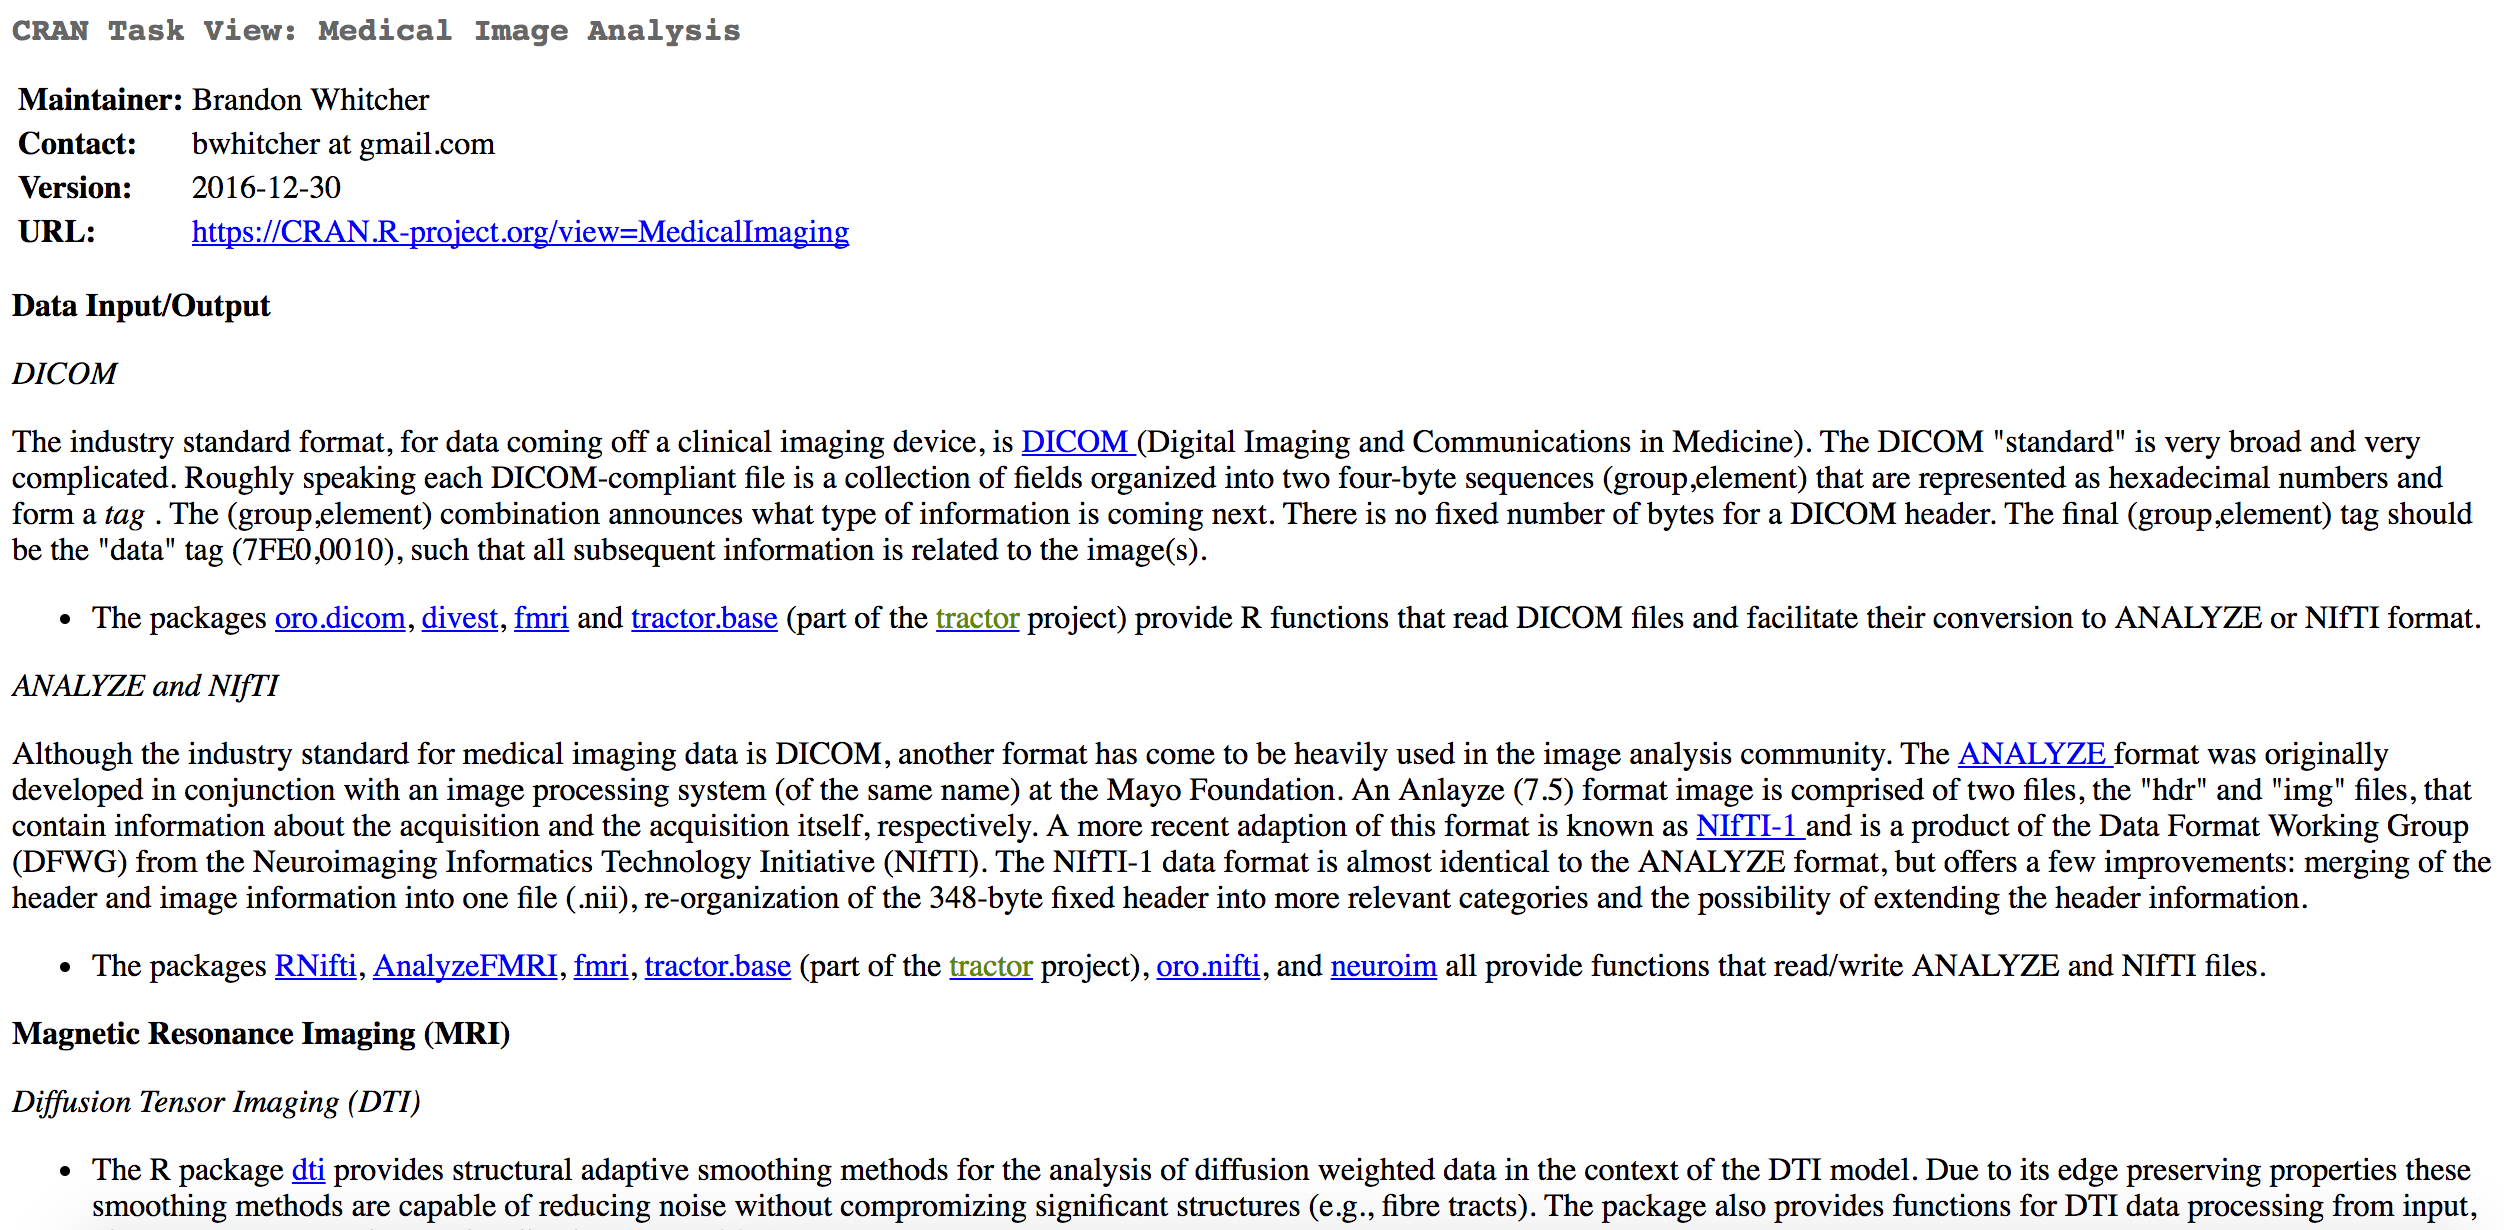 CRAN Task View: Medical Image Analysis
Maintainer: Brandon Whitcher
Contact: bwhitcher at gmail.com
Version: 2016-12-30
URL: https://CRAN.R-project.org/view=MedicalImaging
Data Input/Output
DICOM
The industry standard format, for data coming off a clinical imaging device, is DICOM (Digital Imaging and Communications in Medicine). The DICOM "standard" is very broad and very
complicated. Roughly speaking each DICOM-compliant file is a collection of fields organized into two four-byte sequences (group,element) that are represented as hexadecimal numbers and
form a tag . The (group,element) combination announces what type of information is coming next. There is no fixed number of bytes for a DICOM header. The final (group,element) tag should
be the "data" tag (7FE0,0010), such that all subsequent information is related to the image(s).
• The packages oro.dicom, divest, fmri and tractor.base (part of the tractor project) provide R functions that read DICOM files and facilitate their conversion to ANALYZE or NIfTI format.
ANALYZE and NIfTI
Although the industry standard for medical imaging data is DICOM, another format has come to be heavily used in the image analysis community. The ANALYZE format was originally
developed in conjunction with an image processing system (of the same name) at the Mayo Foundation. An Anlayze (7.5) format image is comprised of two files, the "hdr" and "img" files, that
contain information about the acquisition and the acquisition itself, respectively. A more recent adaption of this format is known as NIfTI-1 and is a product of the Data Format Working Group
(DFWG) from the Neuroimaging Informatics Technology Initiative (NIfTI). The NIfTI-1 data format is almost identical to the ANALYZE format, but offers a few improvements: merging of the
header and image information into one file (.nii), re-organization of the 348-byte fixed header into more relevant categories and the possibility of extending the header information.
• The packages RNifti, AnalyzeFMRI, fmri, tractor.base (part of the tractor project), oro.nifti, and neuroim all provide functions that read/write ANALYZE and NIfTI files.
Magnetic Resonance Imaging (MRI)
Diffusion Tensor Imaging (DTI)
• The R package dti provides structural adaptive smoothing methods for the analysis of diffusion weighted data in the context of the DTI model. Due to its edge preserving properties these
smoothing methods are capable of reducing noise without compromizing significant structures (e.g., fibre tracts). The package also provides functions for DTI data processing from input,